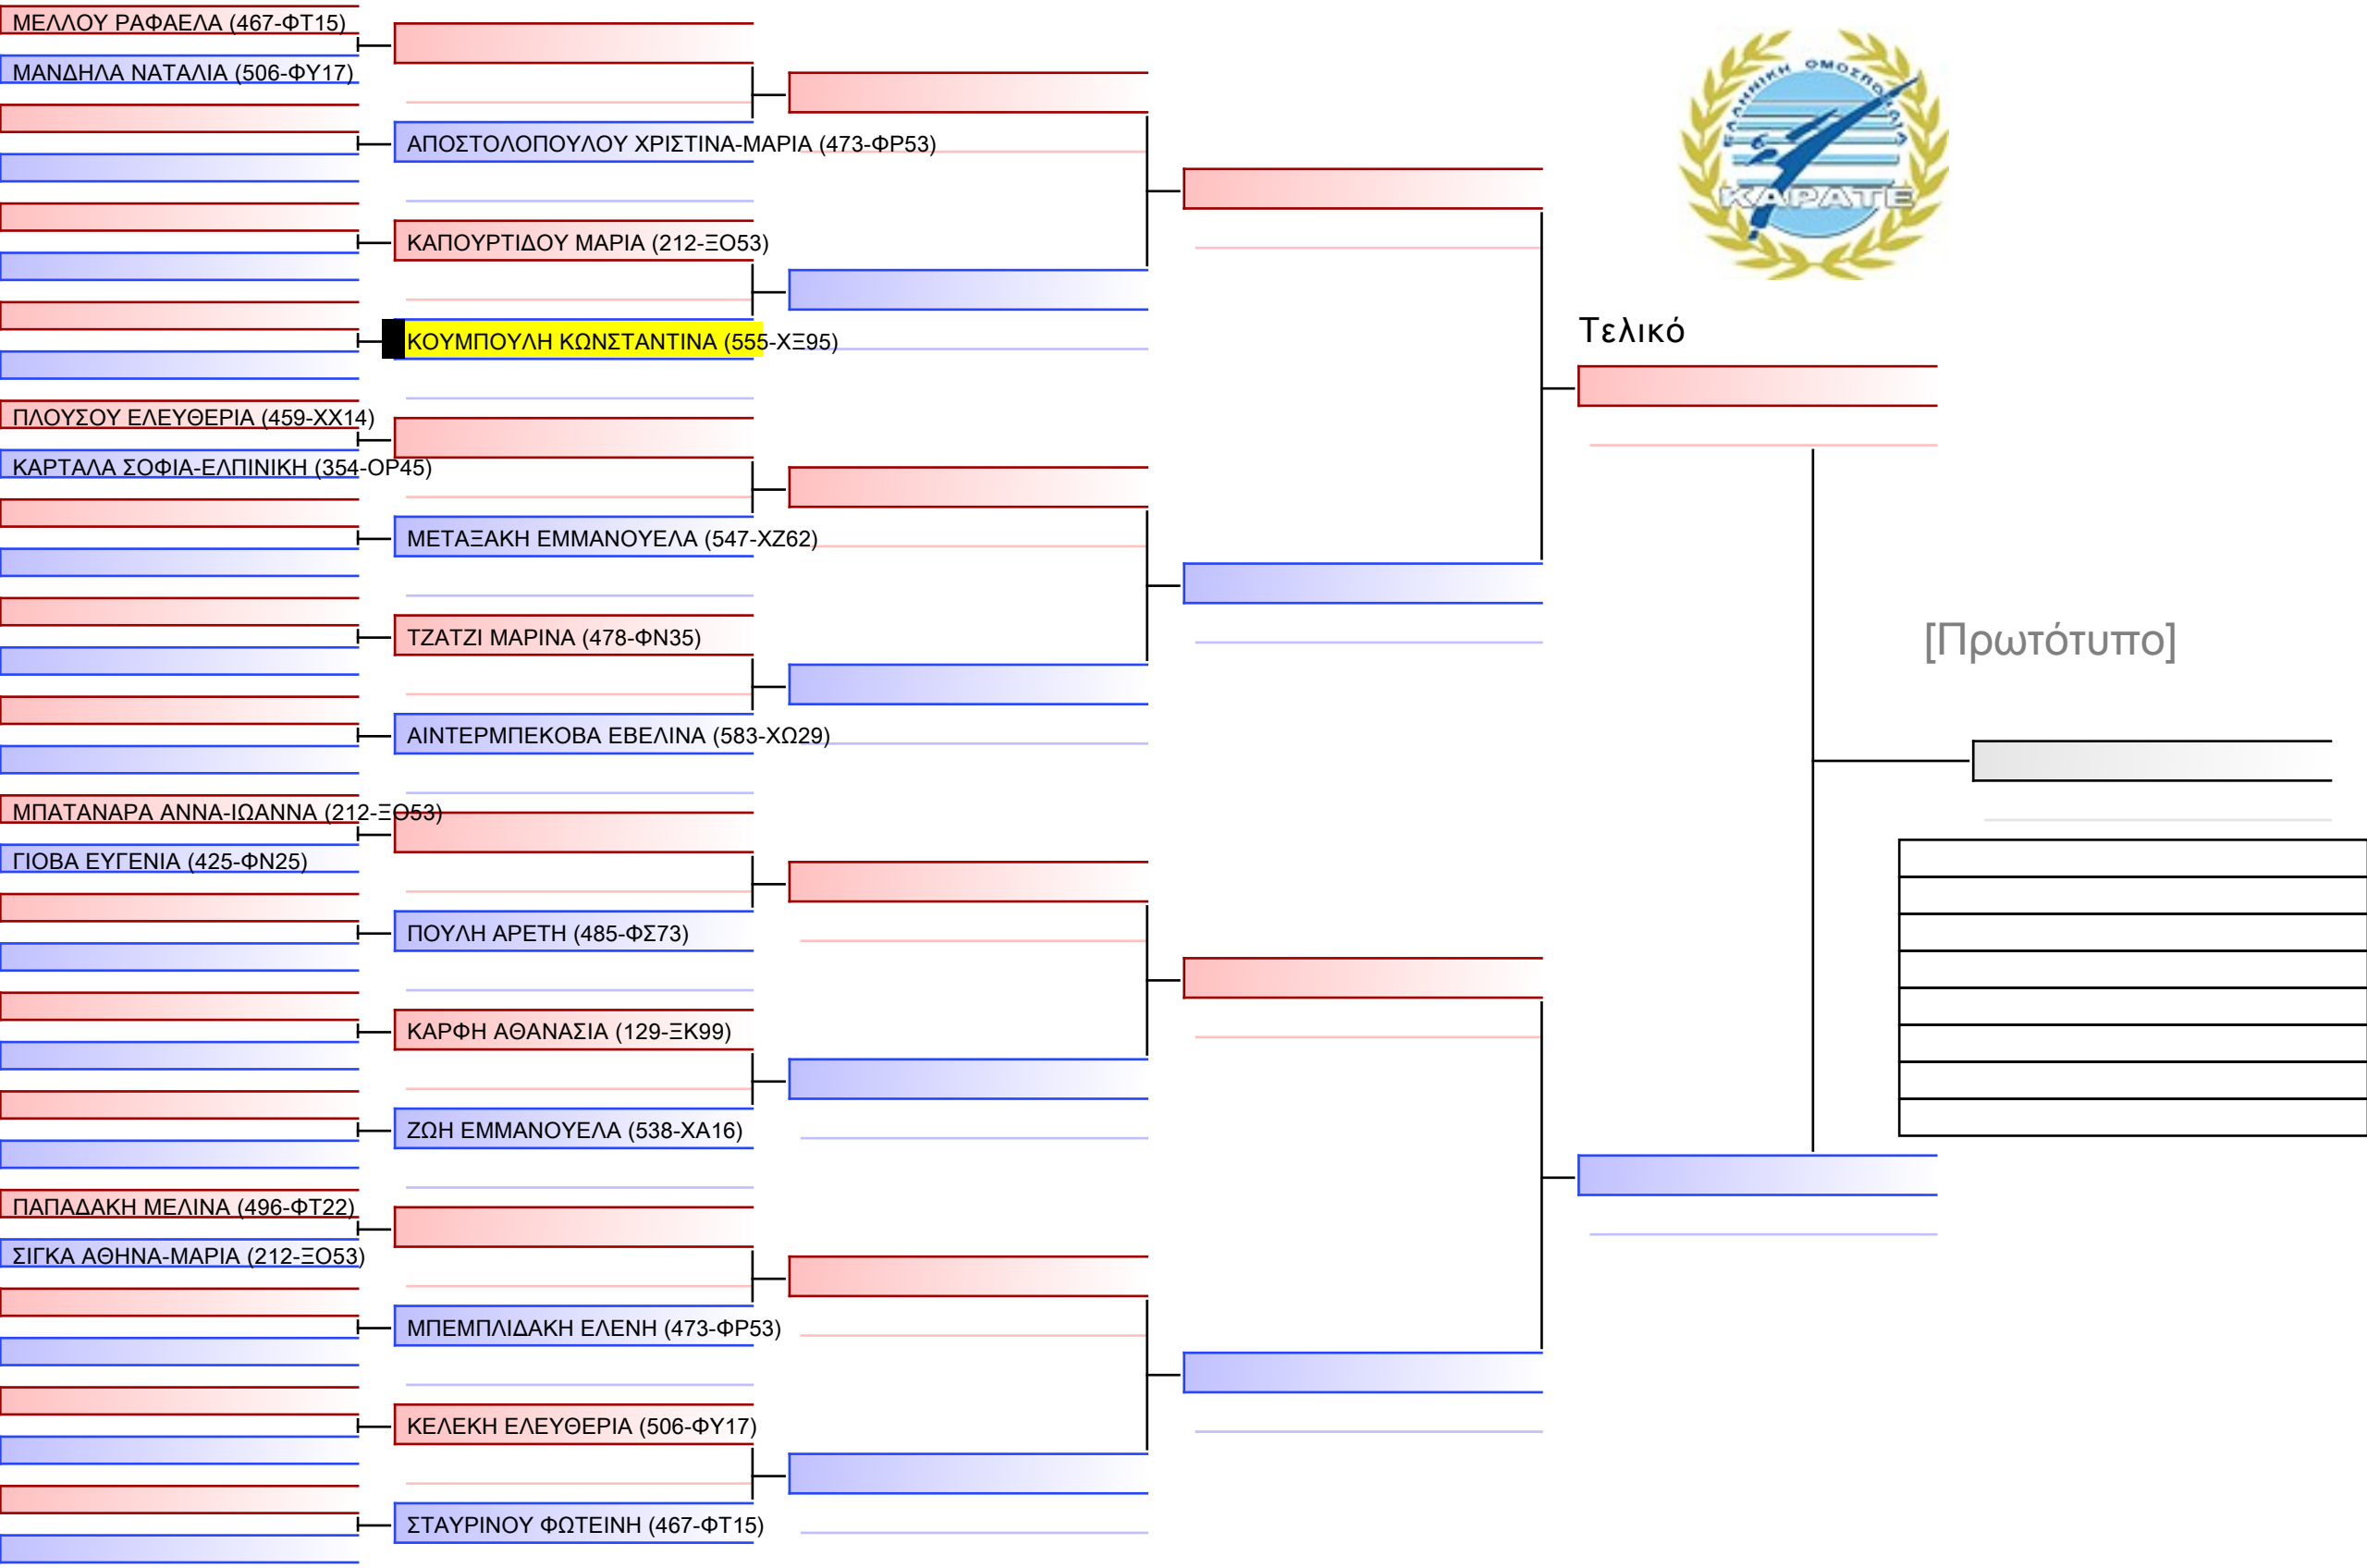 ΜΕΛΛΟΥ ΡΑΦΑΕΛΑ (467-ΦΤ15)
ΜΑΝΔΗΛΑ ΝΑΤΑΛΙΑ (506-ΦΥ17)
ΑΠΟΣΤΟΛΟΠΟΥΛΟΥ ΧΡΙΣΤΙΝΑ-ΜΑΡΙΑ (473-ΦΡ53)
ΚΑΠΟΥΡΤΙΔΟΥ ΜΑΡΙΑ (212-ΞΟ53)
ΚΟΥΜΠΟΥΛΗ ΚΩΝΣΤΑΝΤΙΝΑ (555-ΧΞ95)
ΠΛΟΥΣΟΥ ΕΛΕΥΘΕΡΙΑ (459-ΧΧ14)
ΚΑΡΤΑΛΑ ΣΟΦΙΑ-ΕΛΠΙΝΙΚΗ (354-ΟΡ45)
ΜΕΤΑΞΑΚΗ ΕΜΜΑΝΟΥΕΛΑ (547-ΧΖ62)
ΤΖΑΤΖΙ ΜΑΡΙΝΑ (478-ΦΝ35)
ΑΙΝΤΕΡΜΠΕΚΟΒΑ ΕΒΕΛΙΝΑ (583-ΧΩ29)
ΜΠΑΤΑΝΑΡΑ ΑΝΝΑ-ΙΩΑΝΝΑ (212-ΞΟ53)
ΓΙΟΒΑ ΕΥΓΕΝΙΑ (425-ΦΝ25)
ΠΟΥΛΗ ΑΡΕΤΗ (485-ΦΣ73)
ΚΑΡΦΗ ΑΘΑΝΑΣΙΑ (129-ΞΚ99)
ΖΩΗ ΕΜΜΑΝΟΥΕΛΑ (538-ΧΑ16)
ΠΑΠΑΔΑΚΗ ΜΕΛΙΝΑ (496-ΦΤ22)
ΣΙΓΚΑ ΑΘΗΝΑ-ΜΑΡΙΑ (212-ΞΟ53)
ΜΠΕΜΠΛΙΔΑΚΗ ΕΛΕΝΗ (473-ΦΡ53)
ΚΕΛΕΚΗ ΕΛΕΥΘΕΡΙΑ (506-ΦΥ17)
ΣΤΑΥΡΙΝΟΥ ΦΩΤΕΙΝΗ (467-ΦΤ15)
ΕΛΛΗΝΙΚΗ ΟΜΟΣΠΟΝΔΙΑ
ΚΑΡΑΤΕ
Τελικό
[Πρωτότυπο]